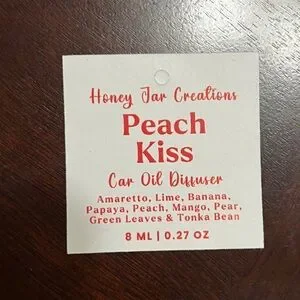 Honey Jar Creations
Peach
Kiss
Car Oil Diffuser
Amaretto, Lime, Banana,
Papaya, Peach, Mango, Pear,
Green Leaves & Tonka Bean
8 ML | 0.27 OZ